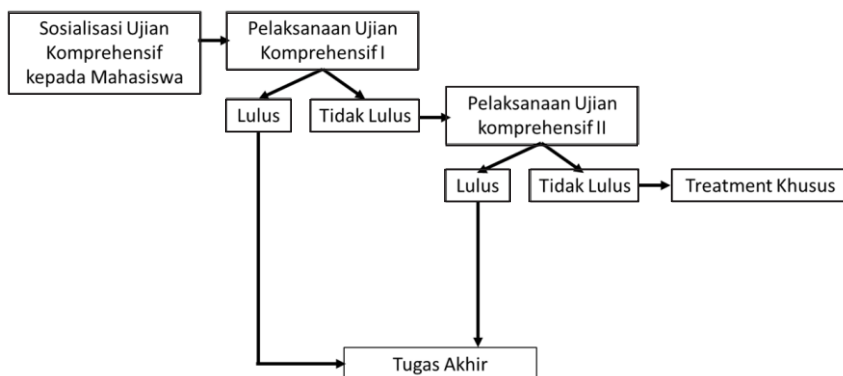 Sosialisasi Ujian
Komprehensif
kepada Mahasiswa
Pelaksanaan Ujian
Komprehensif I
Lulus
Tidak Lulus
Pelaksanaan Ujian
komprehensif II
Lulus
Tidak Lulus
Treatment Khusus
Tugas Akhir